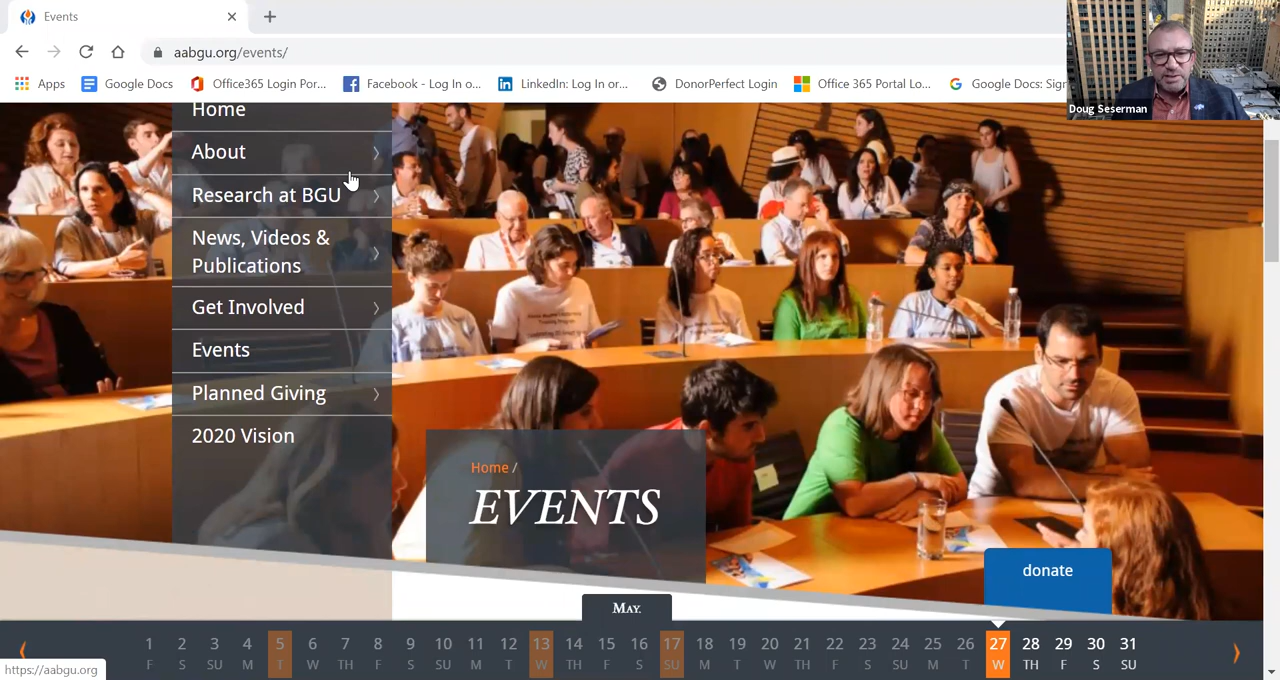 Events
aabgu.org/events/
Apps Google Docs Office365 Login Por... Facebook - Log In o... LinkedIn: Log In or... DonorPerfect Login Office 365 Portal Lo... Google Docs: Sign
Doug Seserman
Home
About
Research at BGU
News, Videos &
Publications
Get Involved
Events
Planned Giving
2020 Vision
Home /
EVENTS
donate
MAY.
1 2 3 4 5 6 7 8 9 10 11 12 13 14 15 16 17 18 19 20 21 22 23 24 25 26 27 28 29 30 31
F S SU M T W TH F S SU M T W TH F S SU M T W TH F S SU M T W TH F S SU
https://aabgu.org